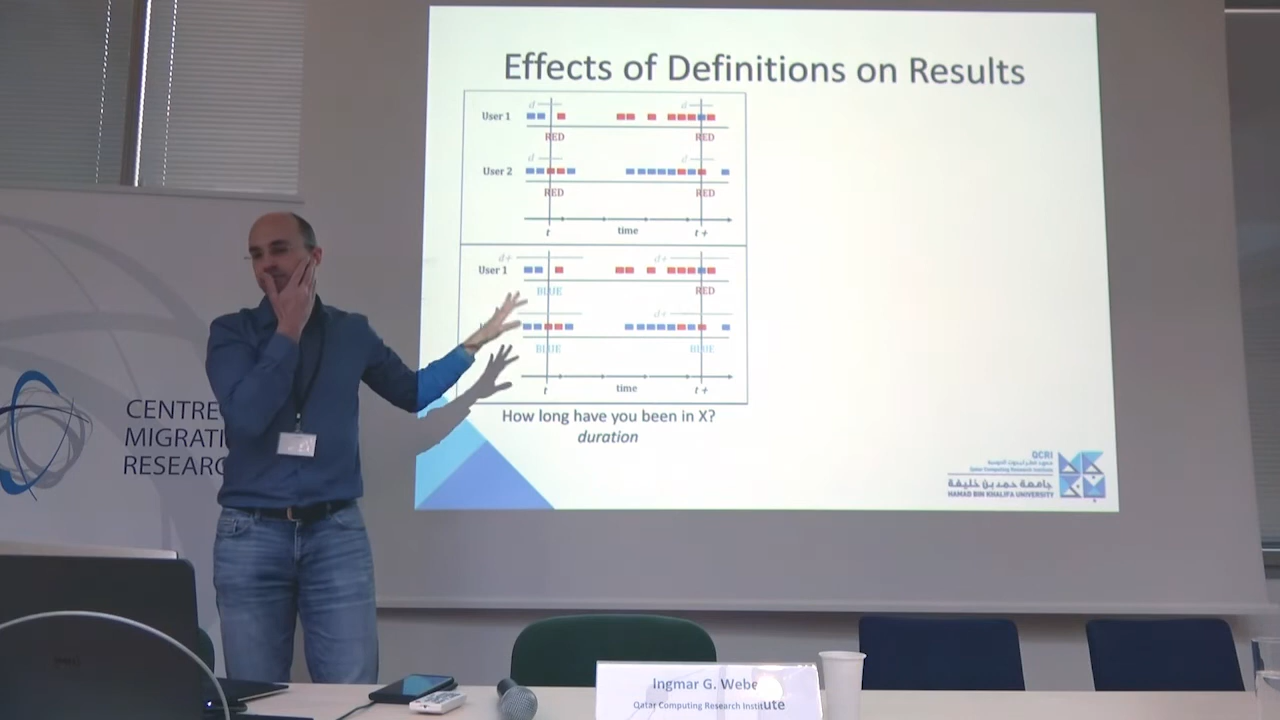 Effects of Definitions on Results
d
d
User 1
RED
RED
d
d
User 2
RED
RED
t
time
t +
d+
d+
User 1
BLUE
RED
d+
BLUE
BLUE
t
time
t +
How long have you been in X?
duration
QCRI
معهد قطر لبحوث الحوسبة
Qatar Computing Research Institute
جامعة حمد بن خليفة
HAMAD BIN KHALIFA UNIVERSITY
CENTRE
MIGRATI
RESEARC
Ingmar G. Webe
Qatar Computing Research Institute